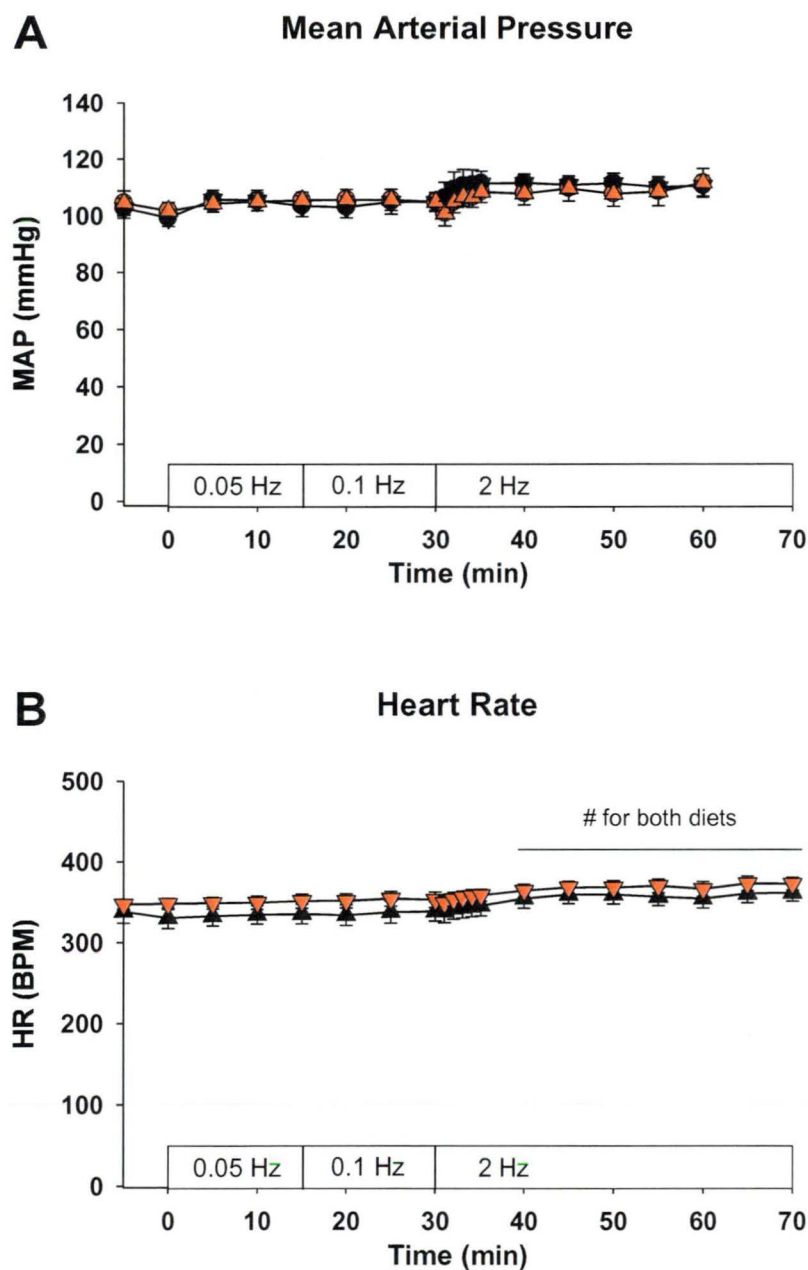 A
Mean Arterial Pressure
140
120
100
80
60
40
20
0
MAP (mmHg)
0.05 Hz
0.1 Hz
2 Hz
0 10 20 30 40 50 60 70
Time (min)
B
Heart Rate
500
400
300
200
100
0
HR (BPM)
# for both diets
0.05 Hz
0.1 Hz
2 Hz
0 10 20 30 40 50 60 70
Time (min)